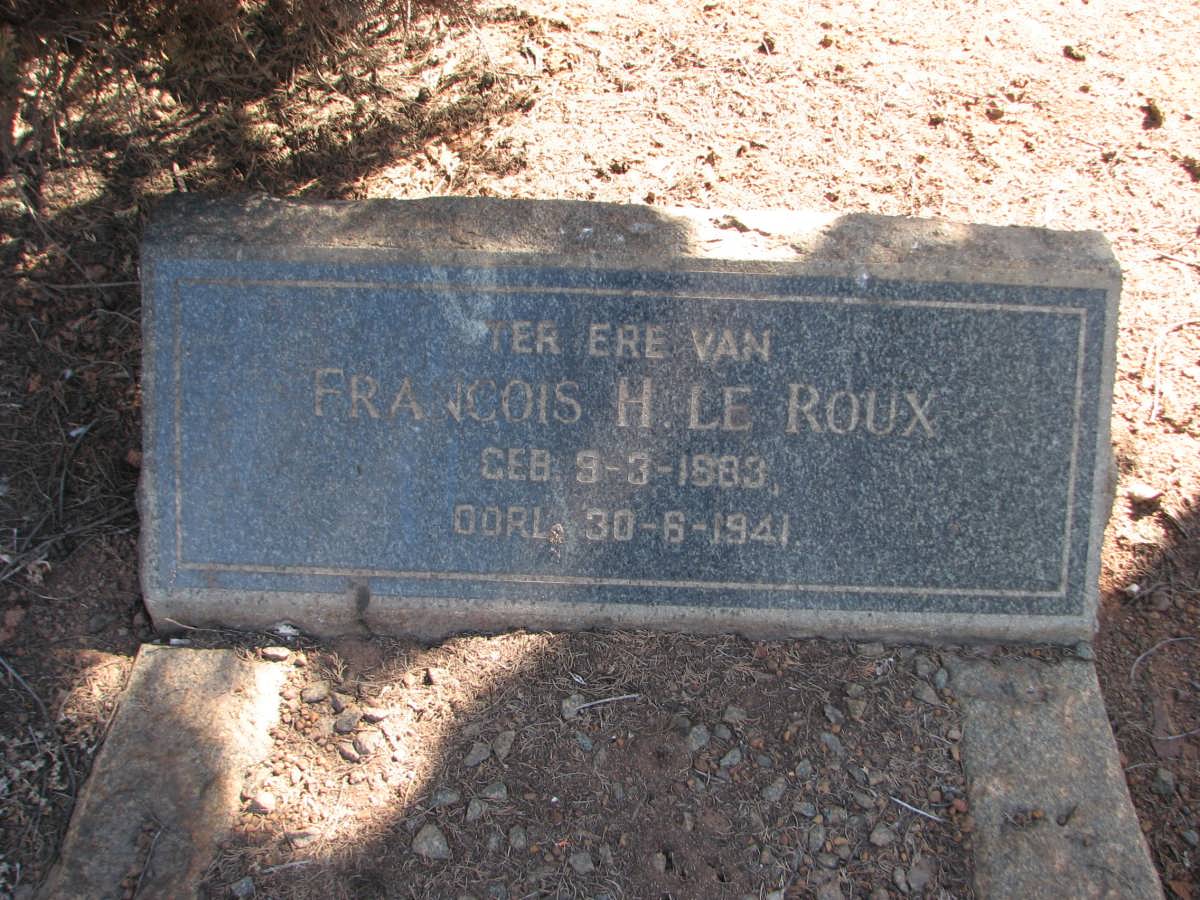 TER ERE VAN
FRANCOIS H. LE ROUX
GEB. 9-3-1883,
OORL. 30-6-1941